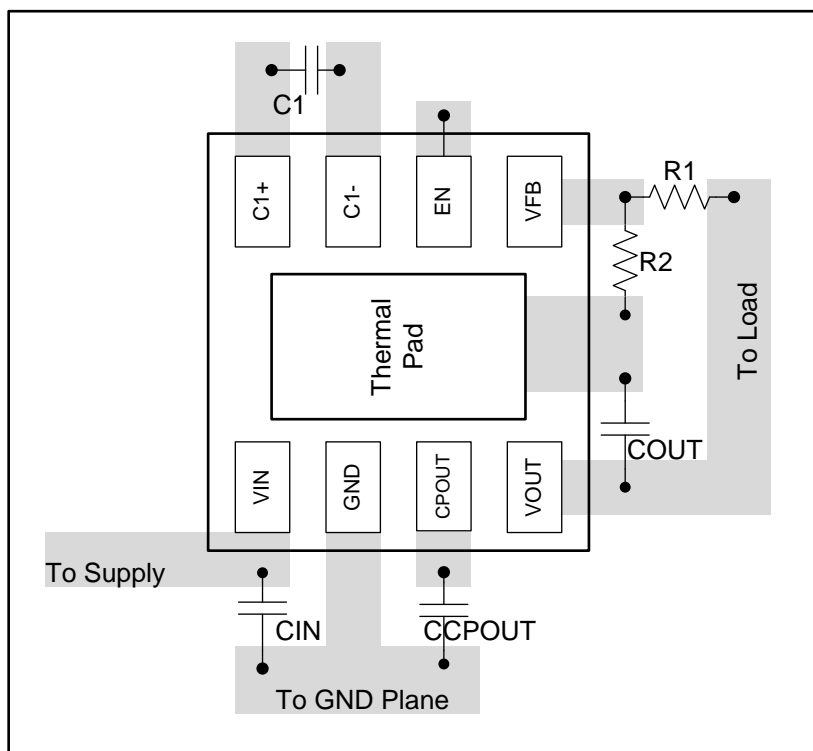 C1
C1+
C1-
EN
VFB
R1
R2
Thermal
Pad
To Load
COUT
VIN
GND
CPOUT
VOUT
To Supply
CIN
CCPOUT
To GND Plane